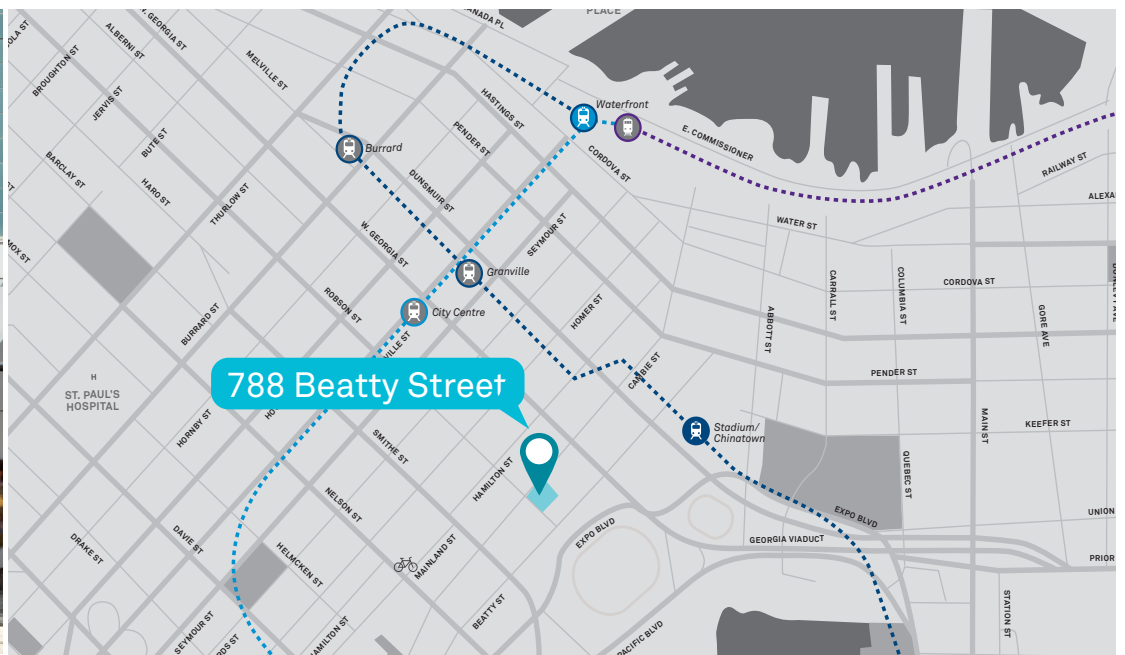 PLACE
W. GEORGIA ST
ALBERNI ST
BROUGHTON ST
MELVILLE ST
JERVIS ST
HASTINGS ST
Waterfront
BUTE ST
PENDER ST
E. COMMISSIONER
Burrard
CORDOVA ST
BARCLAY ST
RAILWAY ST
HARO ST
DUNSMUIR ST
THURLOW ST
WATER ST
W. GEORGIA ST
SEYMOUR ST
Granville
CARRALL ST
COLUMBIA ST
CORDOVA ST
ROBSON ST
City Centre
HOMER ST
BURRARD ST
ABBOTT ST
GORE AVE
788 Beatty Street
CAMBIE ST
PENDER ST
H
ST. PAUL'S
HOSPITAL
HORNBY ST
SMITHE ST
Stadium/
Chinatown
MAIN ST
KEEFER ST
HAMILTON ST
QUEBEC ST
NELSON ST
EXPO BLVD
UNION
EXPO BLVD
GEORGIA VIADUCT
DRAKE ST
DAVIE ST
HELMCKEN ST
MAINLAND ST
PRIOR
BEATTY ST
STATION ST
SEYMOUR ST
HAMILTON ST
PACIFIC BLVD